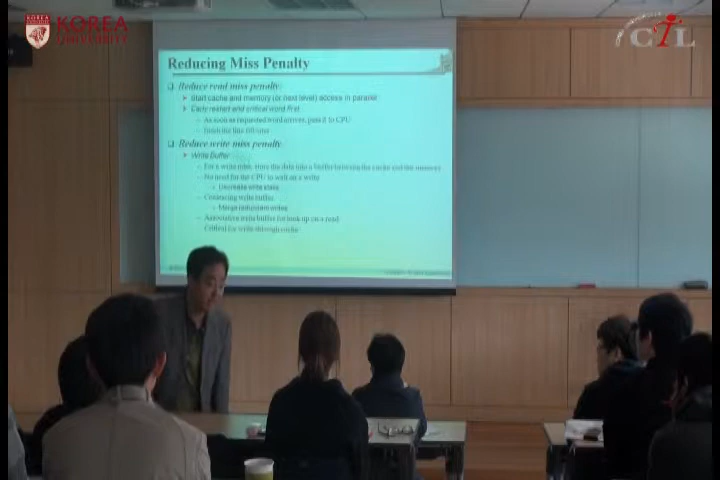 KOREA
UNIVERSITY
CIL
Reducing Miss Penalty
Reduce read miss penalty:
Start cache and memory (or next level) access in parallel
Early restart and critical word first
As soon as requested word arrives, pass it to CPU
Reduce write miss penalty
Write Buffer
For a write miss, store the data into a buffer between the cache and the memory
No need for the CPU to wait on a write
Decrease write stalls
buffer
Merge redundant writes
Associative write buffer for look up on a read
Critical for write-through cache